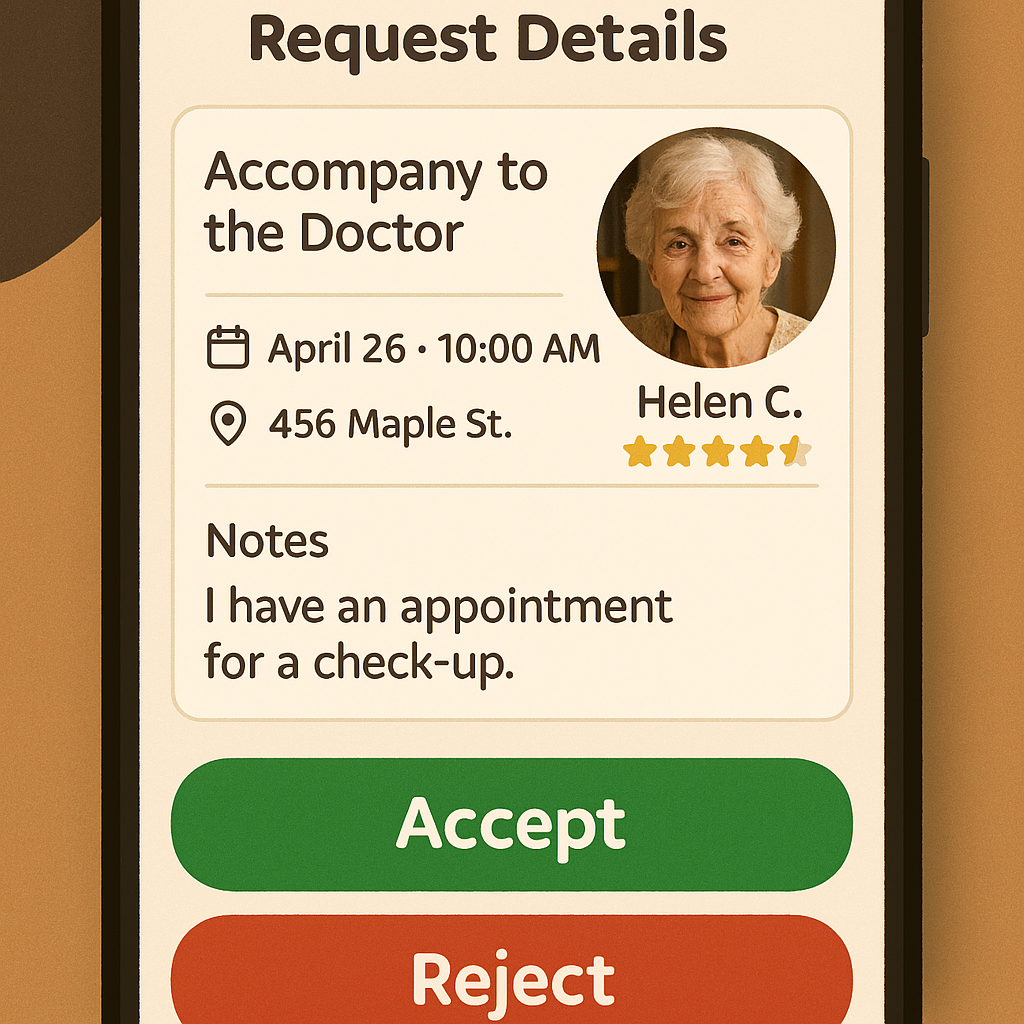 Request Details
Accompany to
the Doctor
April 26 · 10:00 AM
456 Maple St.
Helen C.
Notes
I have an appointment
for a check-up.
Accept
Reject